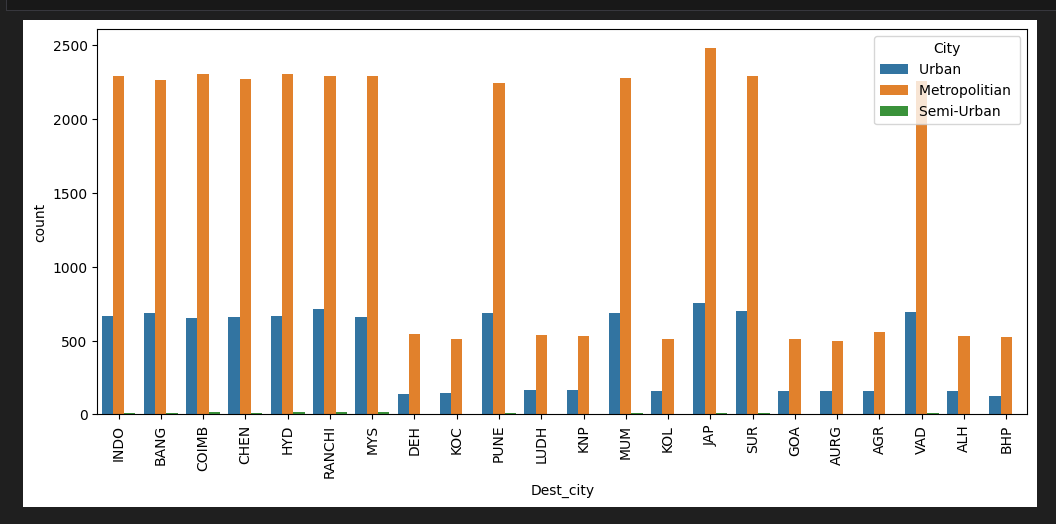 City
Urban
Metropolitian
Semi-Urban
2500
2000
1500
1000
500
0
count
INDO
BANG
COIMB
CHEN
HYD
RANCHI
MYS
DEH
KOC
PUNE
LUDH
KNP
MUM
KOL
JAP
SUR
GOA
AURG
AGR
VAD
ALH
BHP
Dest_city